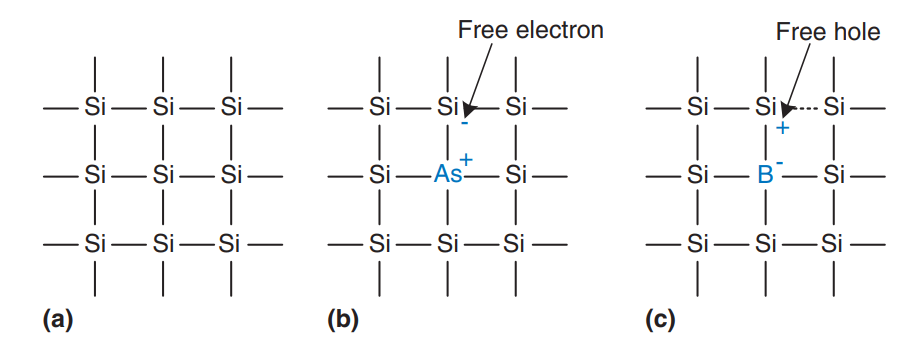 Free electron
Free hole
Si Si Si
Si Si Si
Si Si Si
(a)
Si Si Si
-
Si As+ Si
Si Si Si
(b)
Si Si Si
+
Si B- Si
Si Si Si
(c)